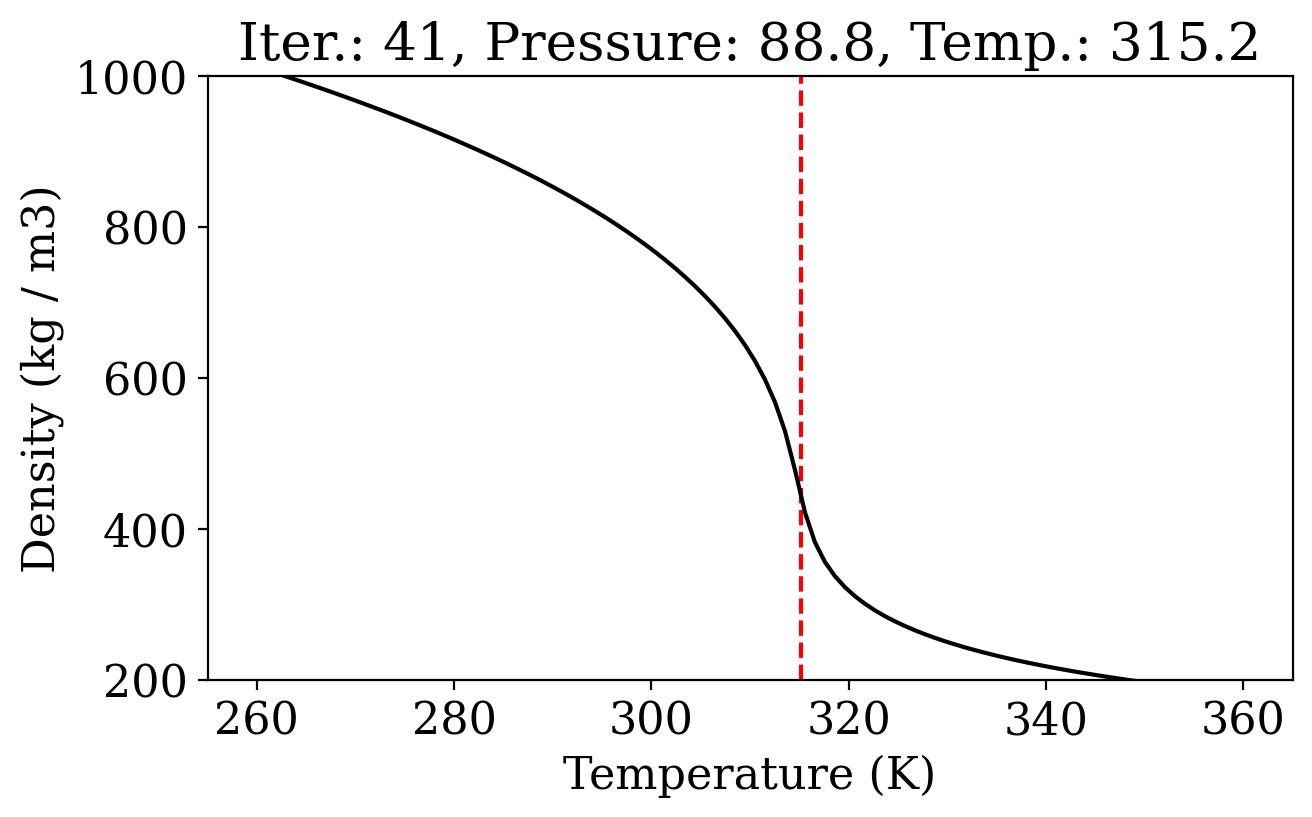 Iter.: 41, Pressure: 88.8, Temp.: 315.2
1000
800
600
400
200
Density (kg / m3)
260 280 300 320 340 360
Temperature (K)